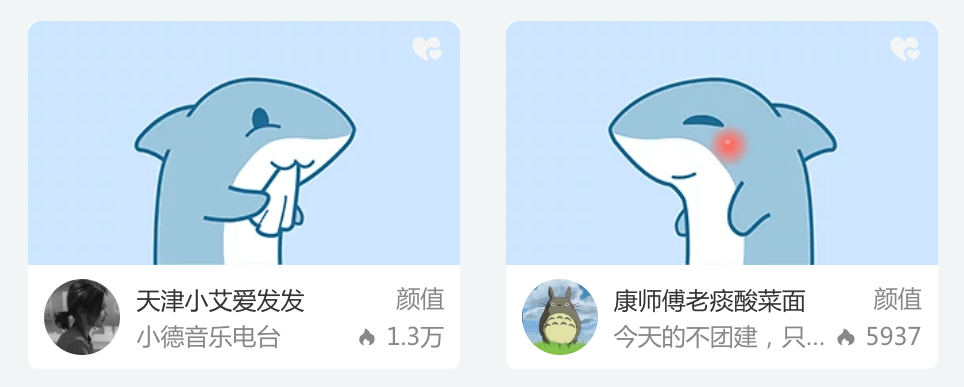 天津小艾爱发发
颜值
小德音乐电台
1.3万
康师傅老痰酸菜面
颜值
今天的不团建，只...
5937